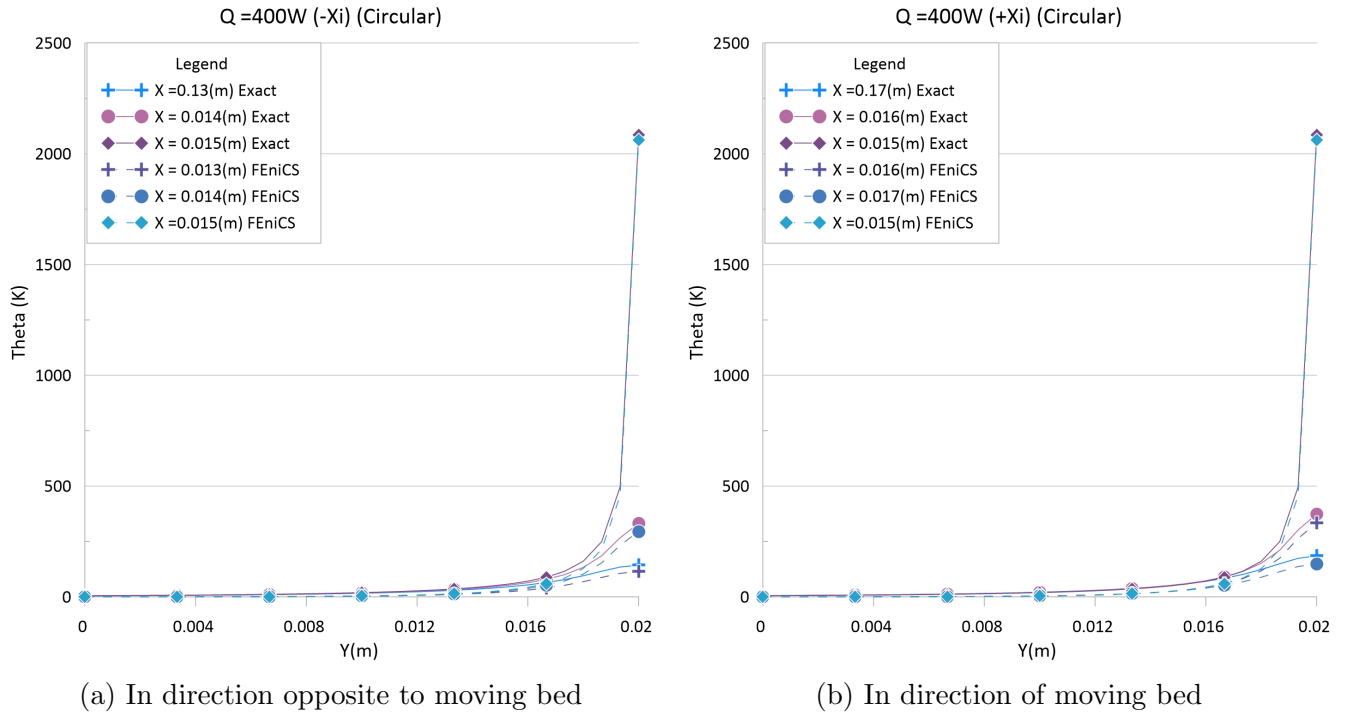 Q =400W (-Xi) (Circular)
2500
2000
1500
1000
500
0
Theta (K)
Legend
X =0.13(m) Exact
X = 0.014(m) Exact
X = 0.015(m) Exact
X = 0.013(m) FEniCS
X = 0.014(m) FEniCS
X =0.015(m) FEniCS
0 0.004 0.008 0.012 0.016 0.02
Y(m)
(a) In direction opposite to moving bed
Q =400W (+Xi) (Circular)
2500
2000
1500
1000
500
0
Theta (K)
Legend
X =0.17(m) Exact
X = 0.016(m) Exact
X = 0.015(m) Exact
X = 0.016(m) FEniCS
X = 0.017(m) FEniCS
X =0.015(m) FEniCS
0 0.004 0.008 0.012 0.016 0.02
Y(m)
(b) In direction of moving bed